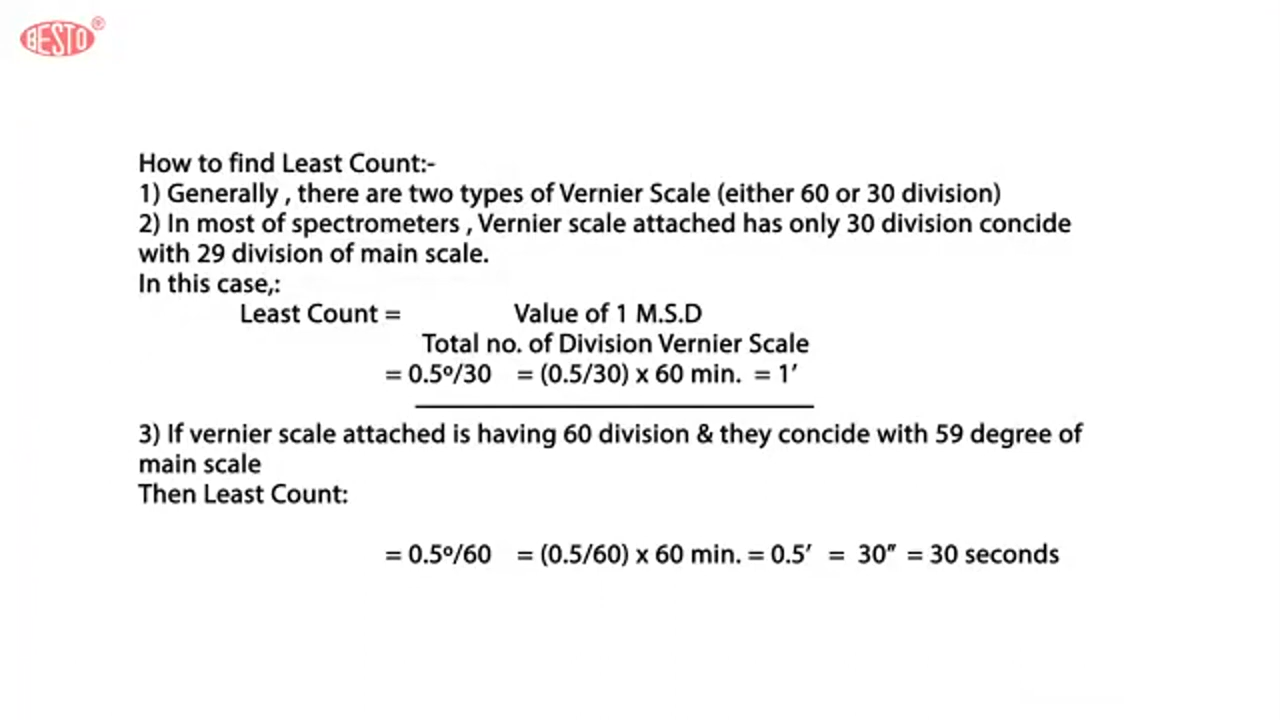 BESTO®
How to find Least Count:-
1) Generally , there are two types of Vernier Scale (either 60 or 30 division)
2) In most of spectrometers , Vernier scale attached has only 30 division concide
with 29 division of main scale.
In this case,:
Least Count = Value of 1 M.S.D
Total no. of Division Vernier Scale
= 0.5º/30 = (0.5/30) x 60 min. = 1′
3) If vernier scale attached is having 60 division & they concide with 59 degree of
main scale
Then Least Count:
= 0.5º/60 = (0.5/60) x 60 min. = 0.5′ = 30″ = 30 seconds